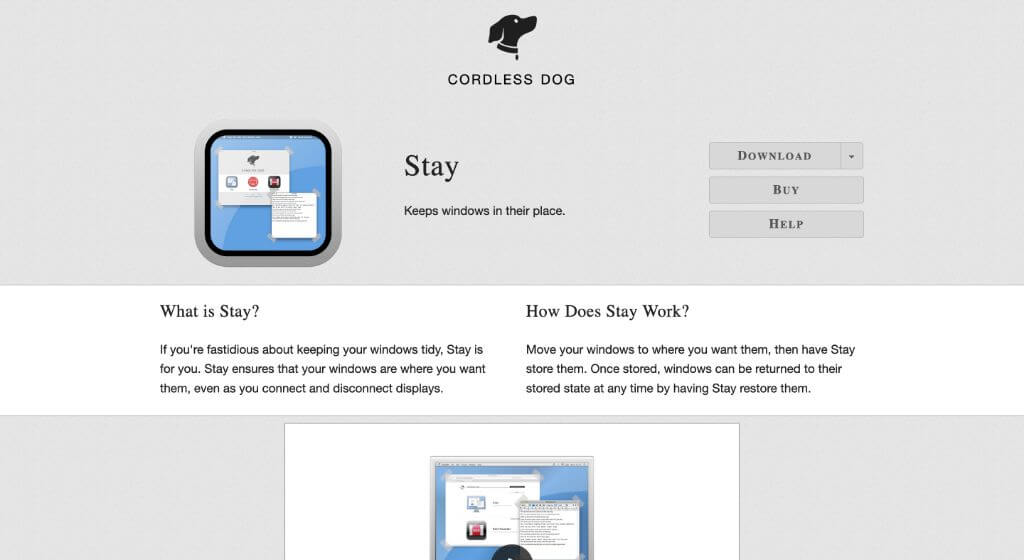 CORDLESS DOG
Stay
Keeps windows in their place.
DOWNLOAD
BUY
HELP
What is Stay?
If you're fastidious about keeping your windows tidy, Stay is
for you. Stay ensures that your windows are where you want
them, even as you connect and disconnect displays.
How Does Stay Work?
Move your windows to where you want them, then have Stay
store them. Once stored, windows can be returned to their
stored state at any time by having Stay restore them.